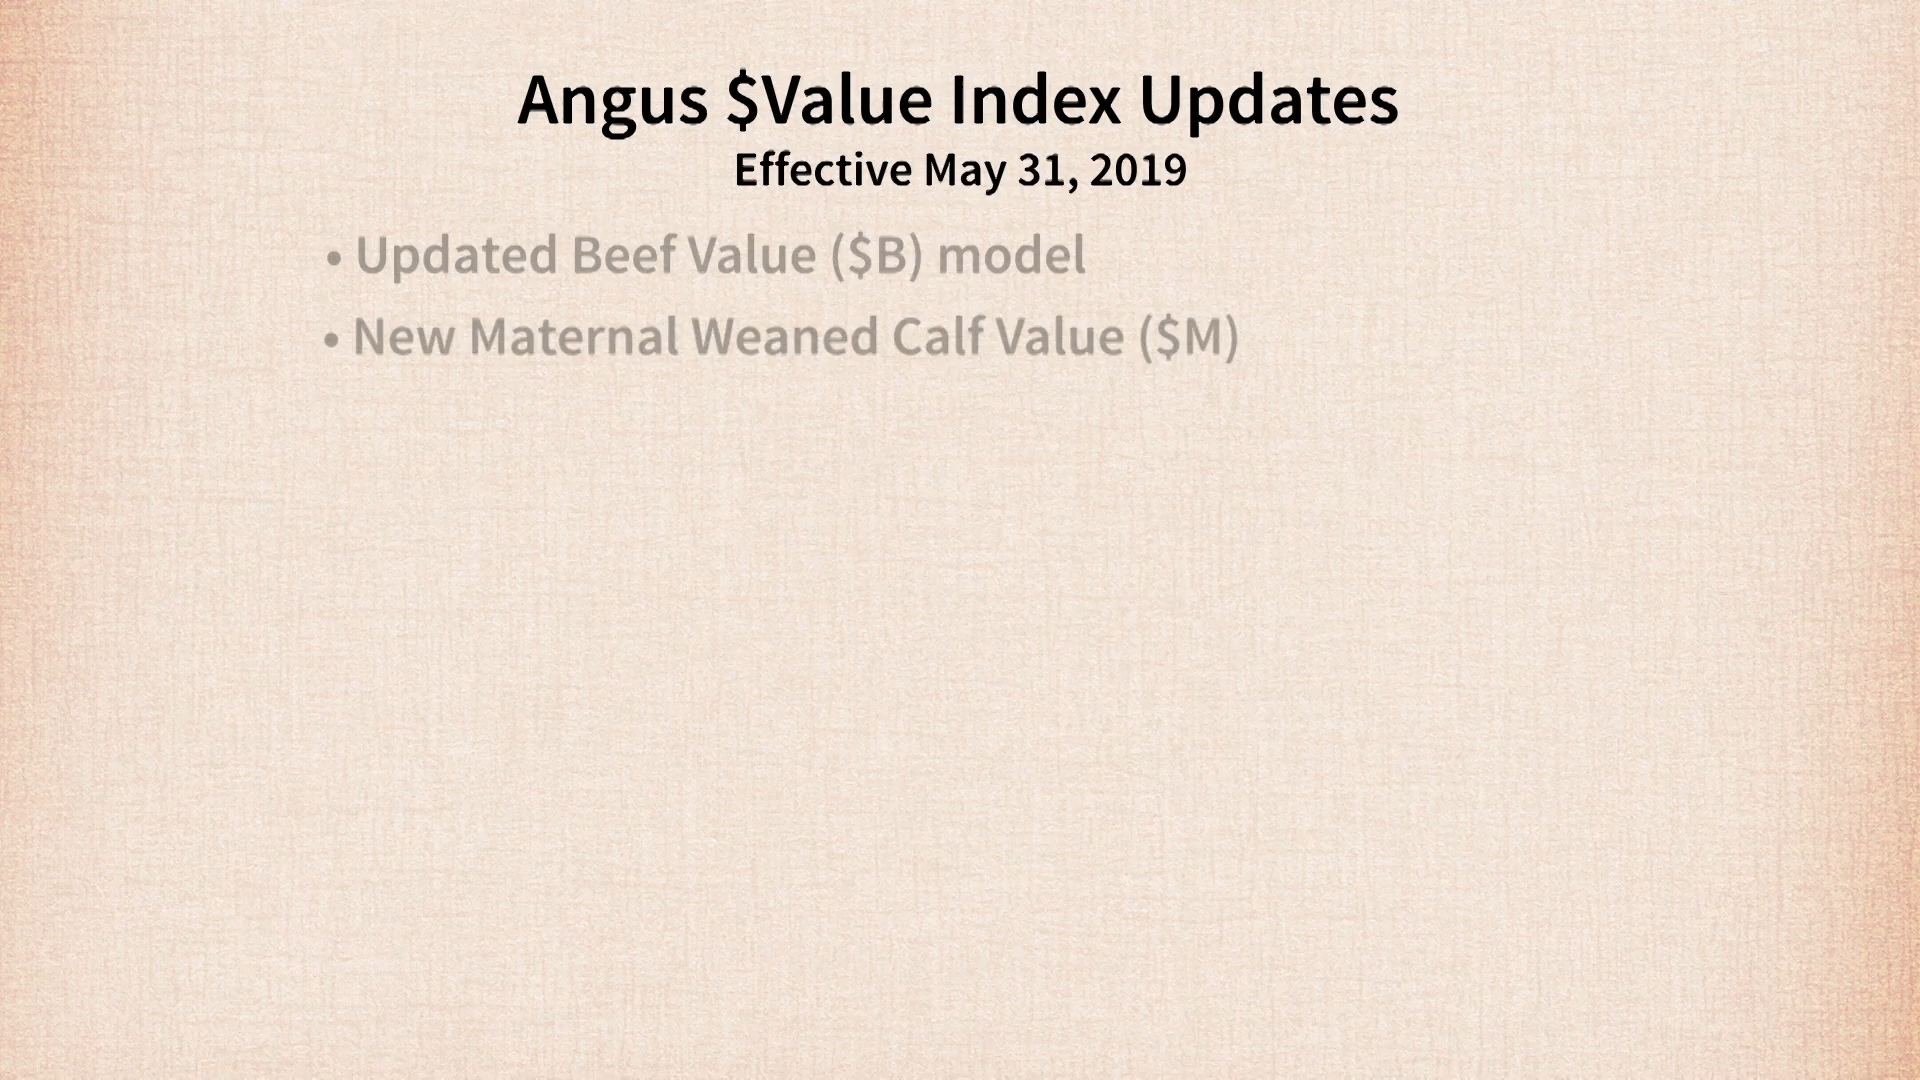 Angus $Value Index Updates
Effective May 31, 2019
• Updated Beef Value ($B) model
• New Maternal Weaned Calf Value ($M)